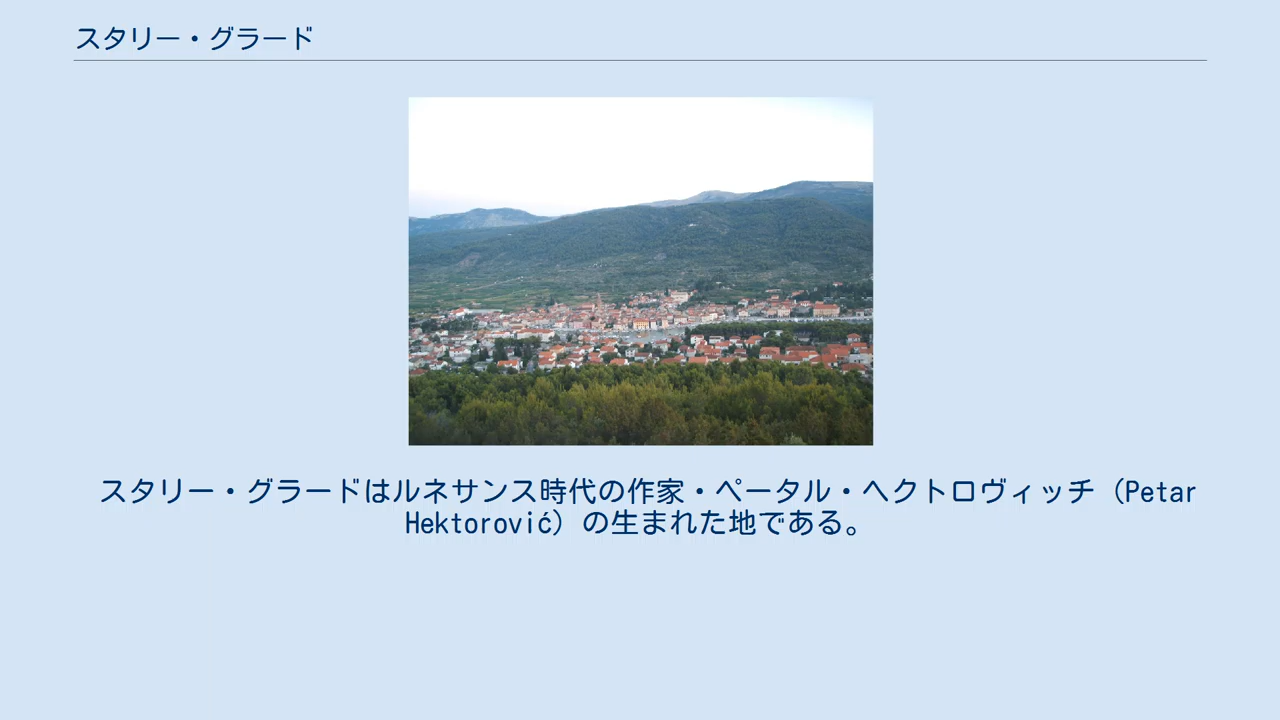 スタリー・グラード
スタリー・グラードはルネサンス時代の作家・ペータル・ヘクトロヴィッチ（Petar
Hektorović）の生まれた地である。